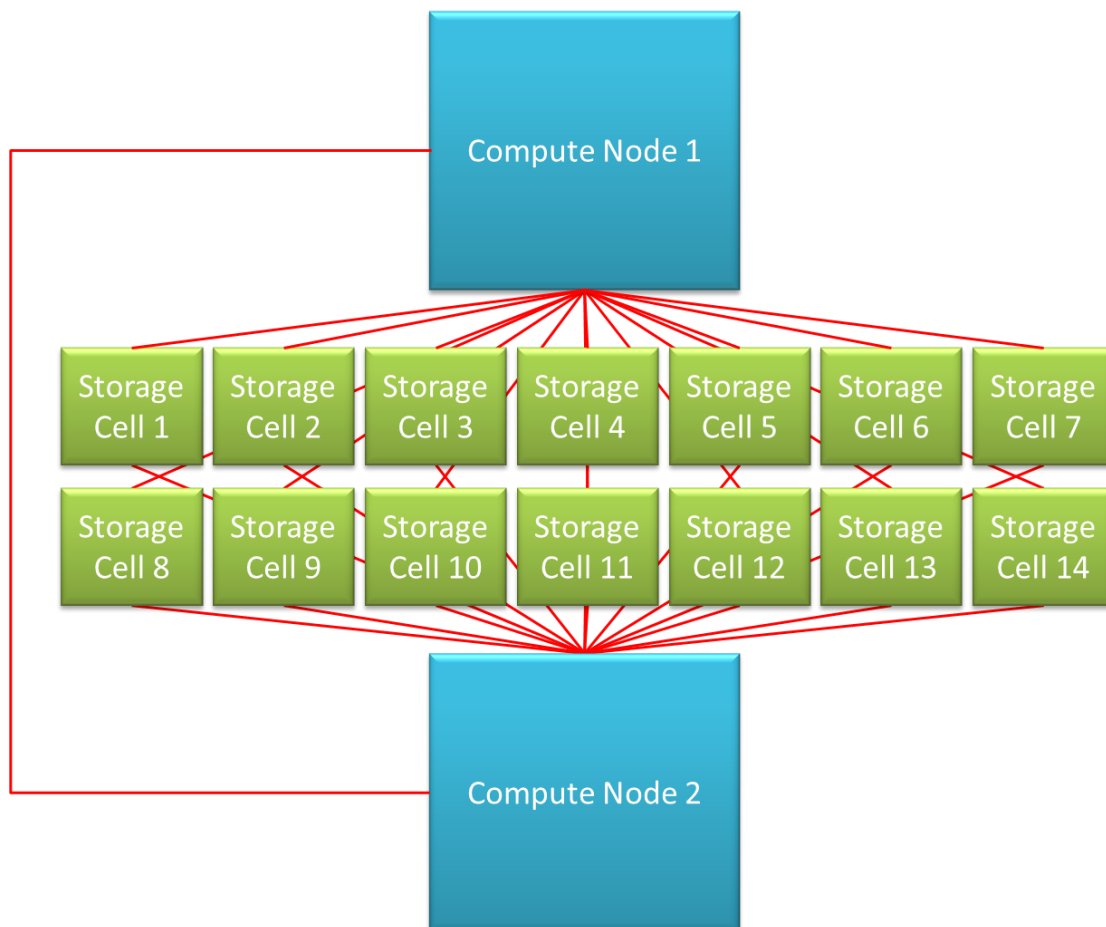 Compute Node 1
Storage
Cell 1
Storage
Cell 2
Storage
Cell 3
Storage
Cell 4
Storage
Cell 5
Storage
Cell 6
Storage
Cell 7
Storage
Cell 8
Storage
Cell 9
Storage
Cell 10
Storage
Cell 11
Storage
Cell 12
Storage
Cell 13
Storage
Cell 14
Compute Node 2